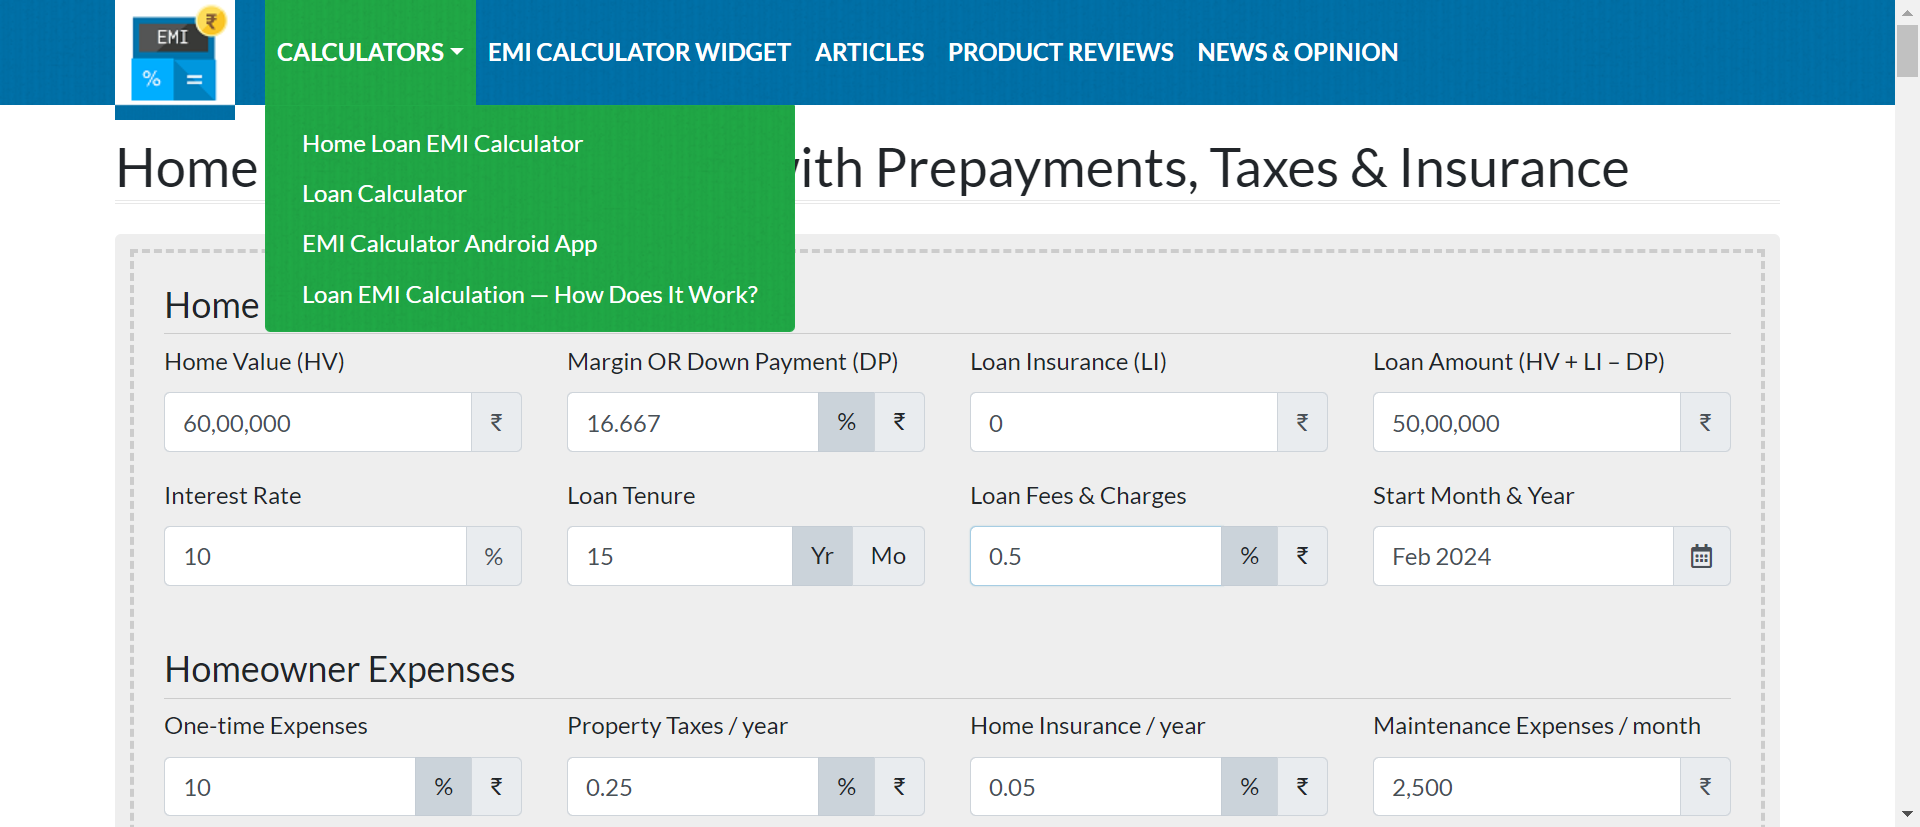 EMI
₹
%
=
CALCULATORS
EMI CALCULATOR WIDGET
ARTICLES
PRODUCT REVIEWS
NEWS & OPINION
Home Loan EMI Calculator
Loan Calculator
EMI Calculator Android App
Loan EMI Calculation — How Does It Work?
Home with Prepayments, Taxes & Insurance
Home
Home Value (HV)
Margin OR Down Payment (DP)
Loan Insurance (LI)
Loan Amount (HV + LI – DP)
60,00,000 ₹
16.667 % ₹
0 ₹
50,00,000 ₹
Interest Rate
Loan Tenure
Loan Fees & Charges
Start Month & Year
10 %
15 Yr Mo
0.5 % ₹
Feb 2024
Homeowner Expenses
One-time Expenses
Property Taxes / year
Home Insurance / year
Maintenance Expenses / month
10 % ₹
0.25 % ₹
0.05 % ₹
2,500 ₹